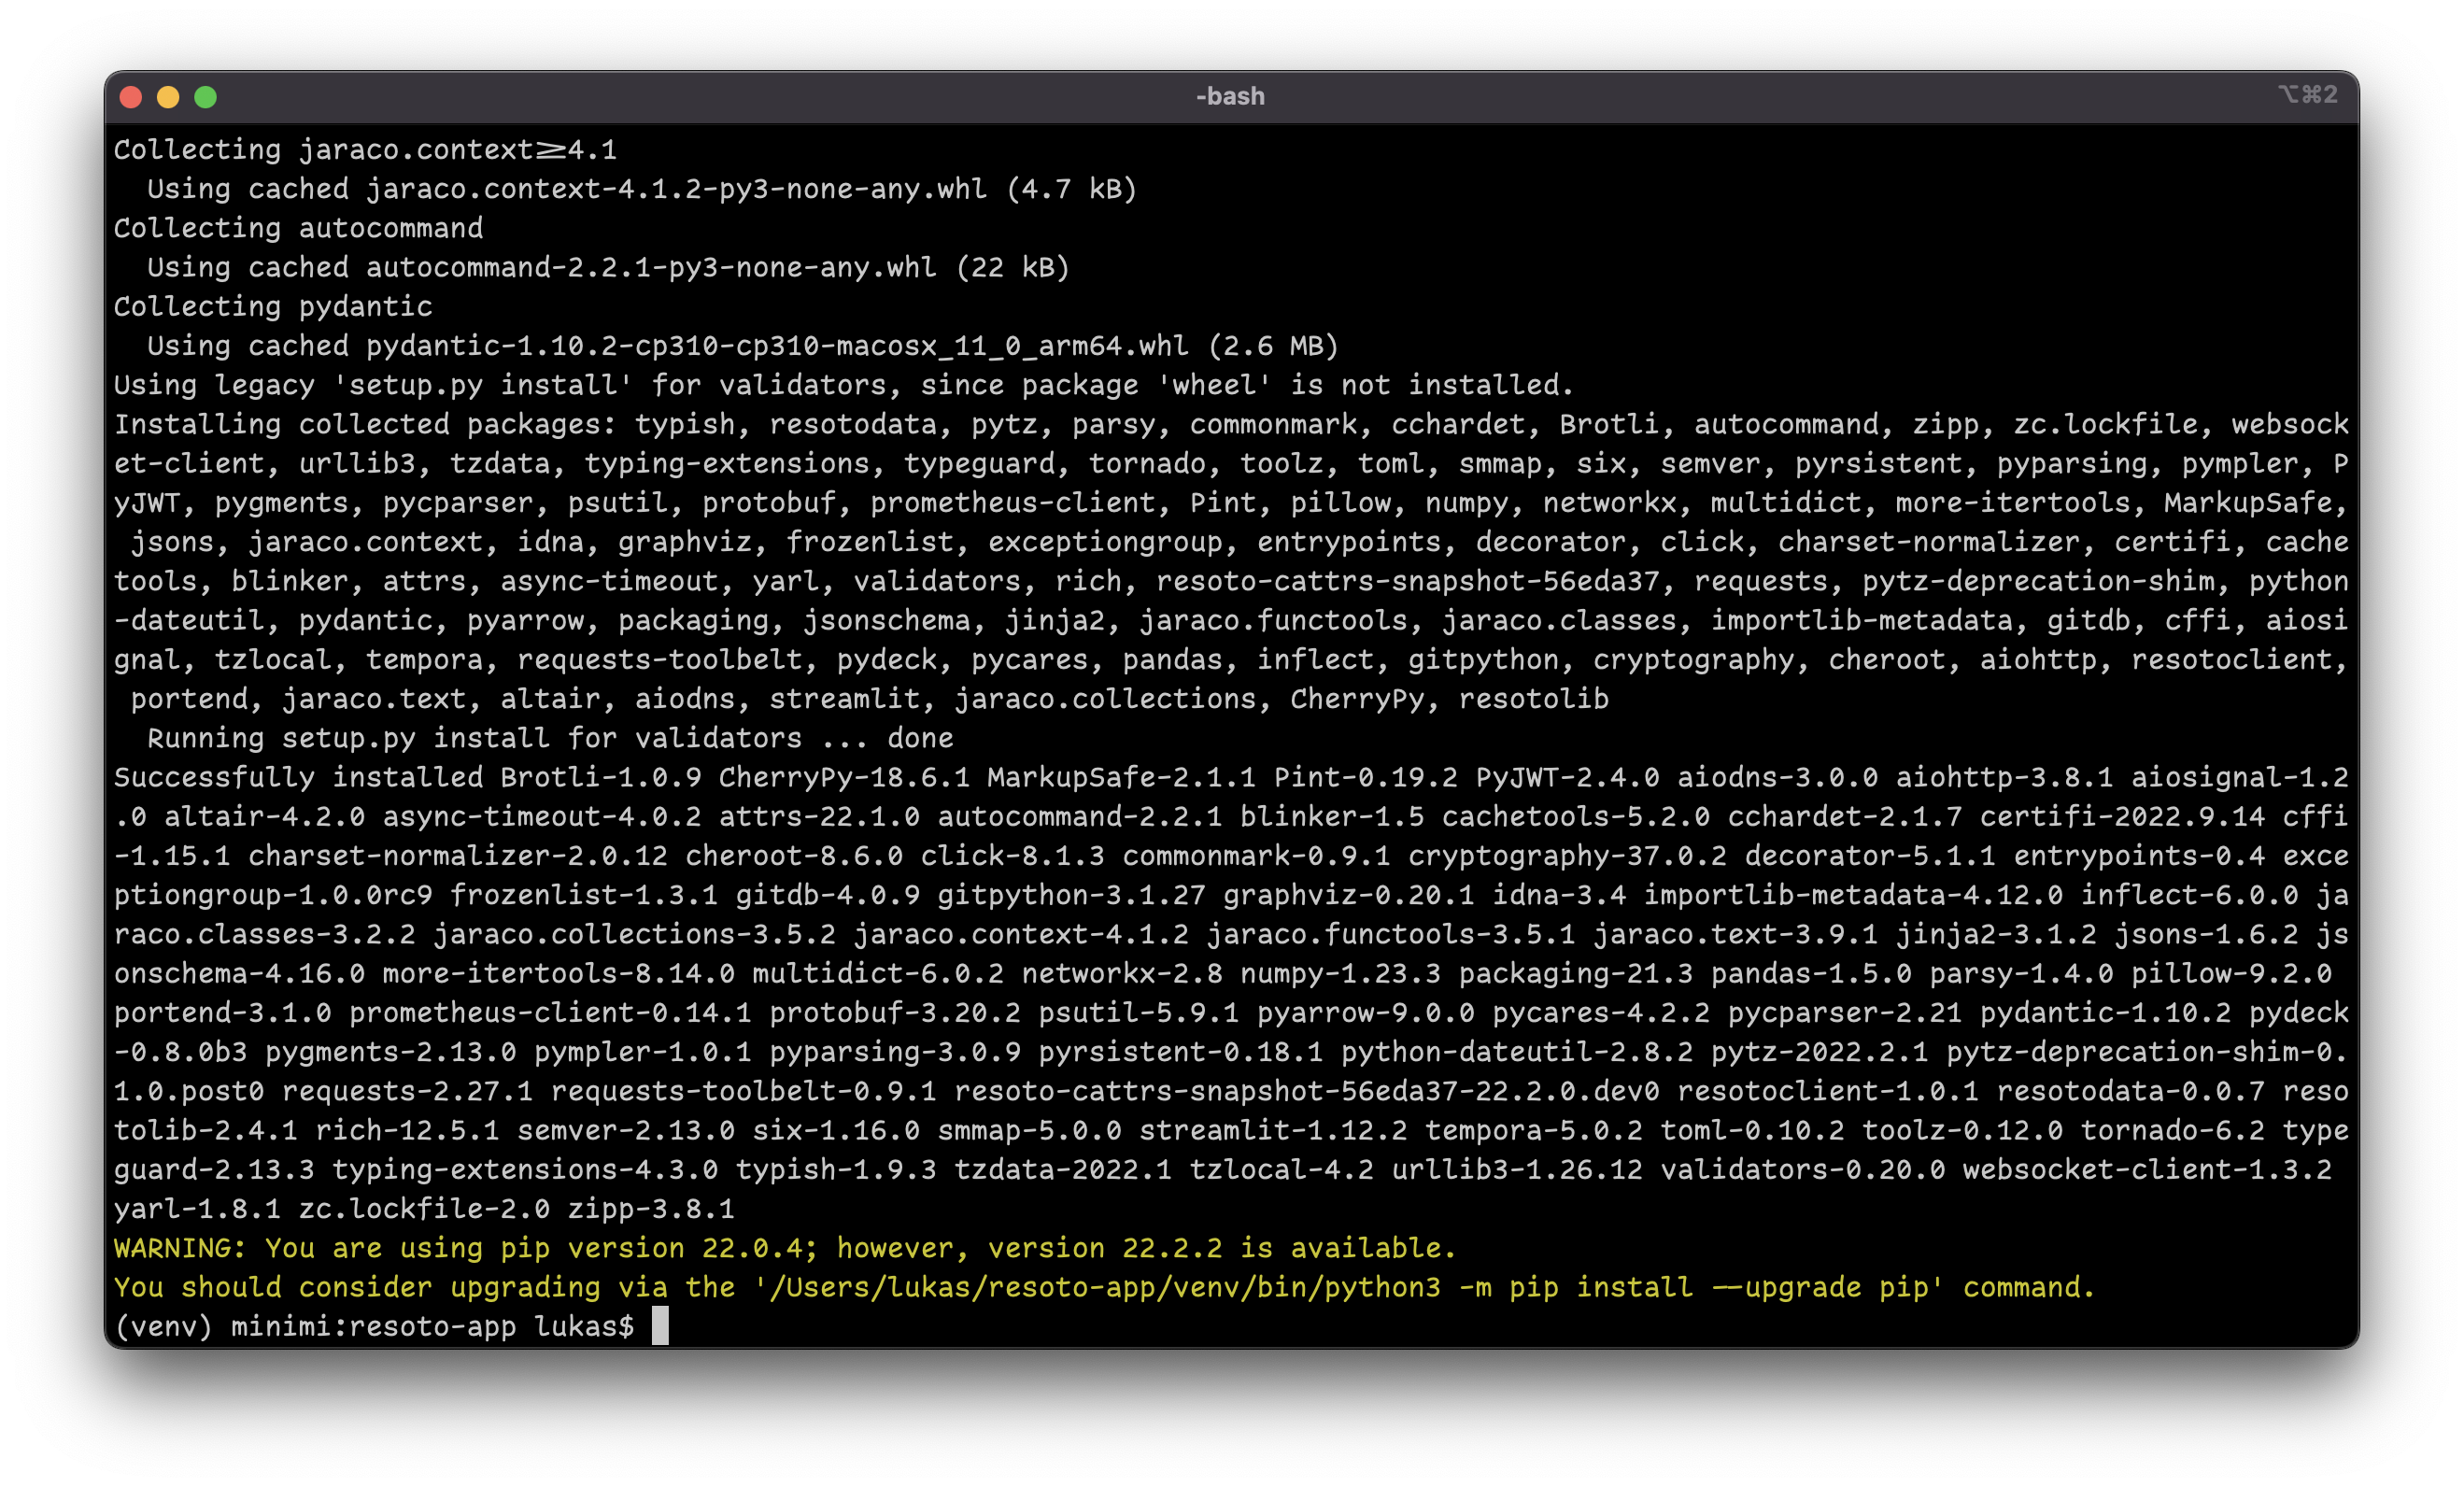 -bash
⌥⌘2
Collecting jaraco.context>=4.1
  Using cached jaraco.context-4.1.2-py3-none-any.whl (4.7 kB)
Collecting autocommand
  Using cached autocommand-2.2.1-py3-none-any.whl (22 kB)
Collecting pydantic
  Using cached pydantic-1.10.2-cp310-cp310-macosx_11_0_arm64.whl (2.6 MB)
Using legacy 'setup.py install' for validators, since package 'wheel' is not installed.
Installing collected packages: typish, resotodata, pytz, parsy, commonmark, cchardet, Brotli, autocommand, zipp, zc.lockfile, websock
et-client, urllib3, tzdata, typing-extensions, typeguard, tornado, toolz, toml, smmap, six, semver, pyrsistent, pyparsing, pympler, P
yJWT, pygments, pycparser, psutil, protobuf, prometheus-client, Pint, pillow, numpy, networkx, multidict, more-itertools, MarkupSafe,
 jsons, jaraco.context, idna, graphviz, frozenlist, exceptiongroup, entrypoints, decorator, click, charset-normalizer, certifi, cache
tools, blinker, attrs, async-timeout, yarl, validators, rich, resoto-cattrs-snapshot-56eda37, requests, pytz-deprecation-shim, python
-dateutil, pydantic, pyarrow, packaging, jsonschema, jinja2, jaraco.functools, jaraco.classes, importlib-metadata, gitdb, cffi, aiosi
gnal, tzlocal, tempora, requests-toolbelt, pydeck, pycares, pandas, inflect, gitpython, cryptography, cheroot, aiohttp, resotoclient,
 portend, jaraco.text, altair, aiodns, streamlit, jaraco.collections, CherryPy, resotolib
  Running setup.py install for validators ... done
Successfully installed Brotli-1.0.9 CherryPy-18.6.1 MarkupSafe-2.1.1 Pint-0.19.2 PyJWT-2.4.0 aiodns-3.0.0 aiohttp-3.8.1 aiosignal-1.2
.0 altair-4.2.0 async-timeout-4.0.2 attrs-22.1.0 autocommand-2.2.1 blinker-1.5 cachetools-5.2.0 cchardet-2.1.7 certifi-2022.9.14 cffi
-1.15.1 charset-normalizer-2.0.12 cheroot-8.6.0 click-8.1.3 commonmark-0.9.1 cryptography-37.0.2 decorator-5.1.1 entrypoints-0.4 exce
ptiongroup-1.0.0rc9 frozenlist-1.3.1 gitdb-4.0.9 gitpython-3.1.27 graphviz-0.20.1 idna-3.4 importlib-metadata-4.12.0 inflect-6.0.0 ja
raco.classes-3.2.2 jaraco.collections-3.5.2 jaraco.context-4.1.2 jaraco.functools-3.5.1 jaraco.text-3.9.1 jinja2-3.1.2 jsons-1.6.2 js
onschema-4.16.0 more-itertools-8.14.0 multidict-6.0.2 networkx-2.8 numpy-1.23.3 packaging-21.3 pandas-1.5.0 parsy-1.4.0 pillow-9.2.0
portend-3.1.0 prometheus-client-0.14.1 protobuf-3.20.2 psutil-5.9.1 pyarrow-9.0.0 pycares-4.2.2 pycparser-2.21 pydantic-1.10.2 pydeck
-0.8.0b3 pygments-2.13.0 pympler-1.0.1 pyparsing-3.0.9 pyrsistent-0.18.1 python-dateutil-2.8.2 pytz-2022.2.1 pytz-deprecation-shim-0.
1.0.post0 requests-2.27.1 requests-toolbelt-0.9.1 resoto-cattrs-snapshot-56eda37-22.2.0.dev0 resotoclient-1.0.1 resotodata-0.0.7 reso
tolib-2.4.1 rich-12.5.1 semver-2.13.0 six-1.16.0 smmap-5.0.0 streamlit-1.12.2 tempora-5.0.2 toml-0.10.2 toolz-0.12.0 tornado-6.2 type
guard-2.13.3 typing-extensions-4.3.0 typish-1.9.3 tzdata-2022.1 tzlocal-4.2 urllib3-1.26.12 validators-0.20.0 websocket-client-1.3.2
yarl-1.8.1 zc.lockfile-2.0 zipp-3.8.1
WARNING: You are using pip version 22.0.4; however, version 22.2.2 is available.
You should consider upgrading via the '/Users/lukas/resoto-app/venv/bin/python3 -m pip install --upgrade pip' command.
(venv) minimi:resoto-app lukas$